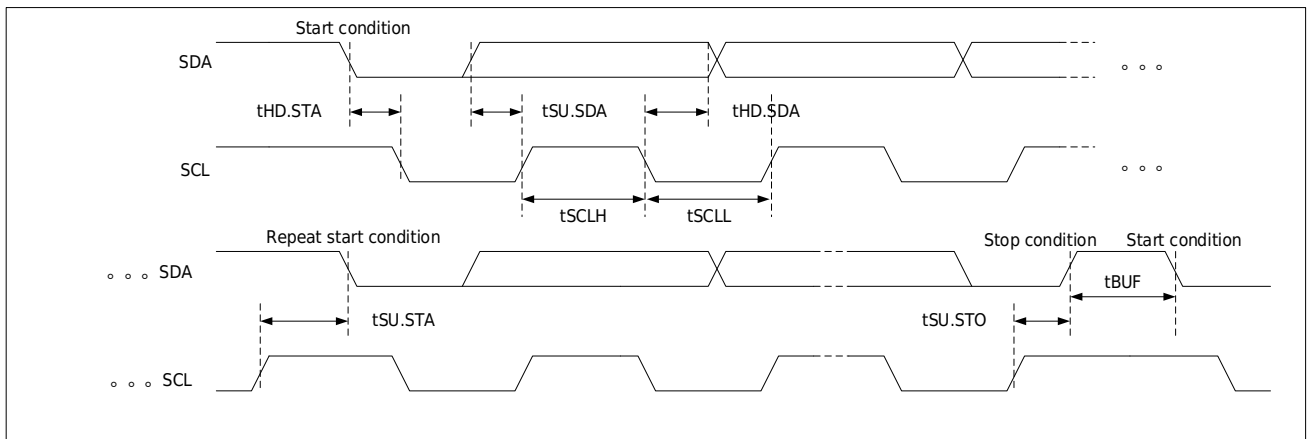 Start condition
SDA
tHD.STA
tSU.SDA
tHD.SDA
SCL
tSCLH
tSCLL
Repeat start condition
Stop condition
Start condition
SDA
tBUF
tSU.STA
tSU.STO
SCL